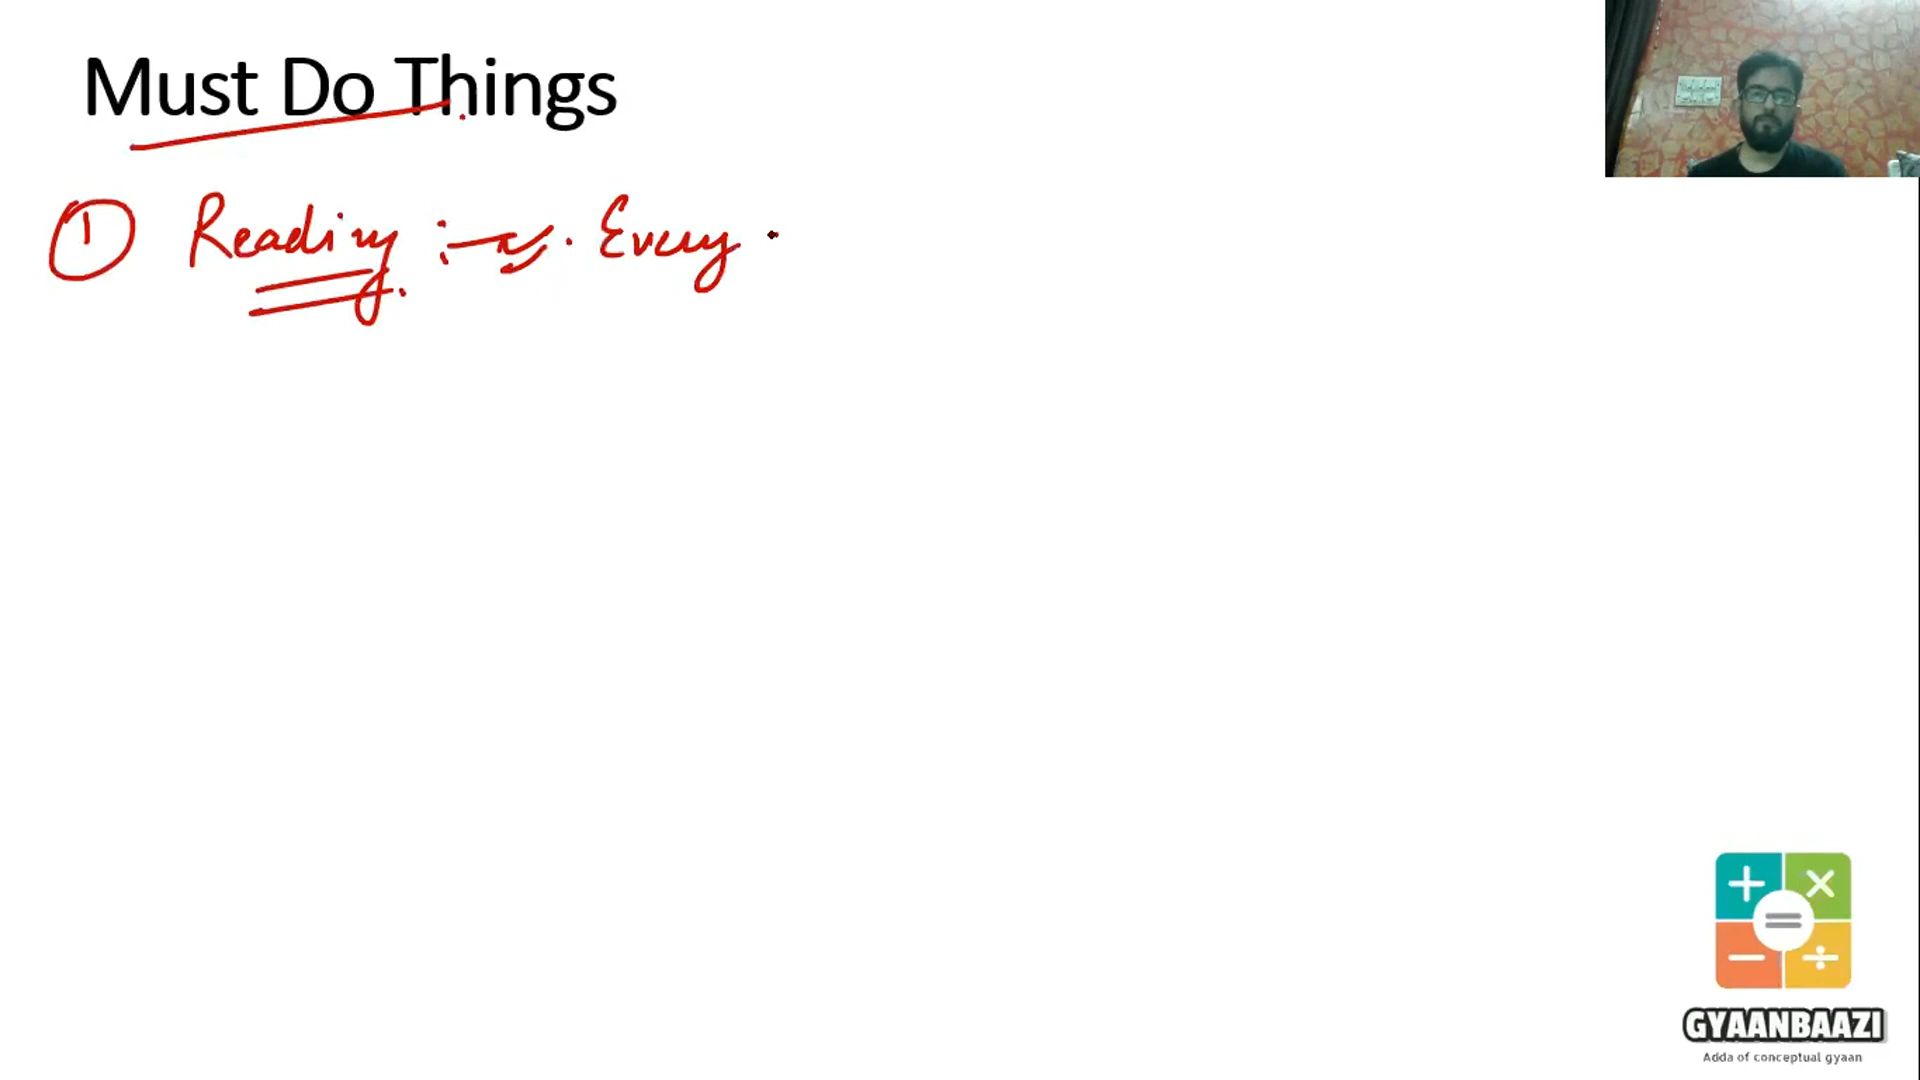 Must Do Things
① Reading :→ Every
GYAANBAAZI
Adda of conceptual gyaan